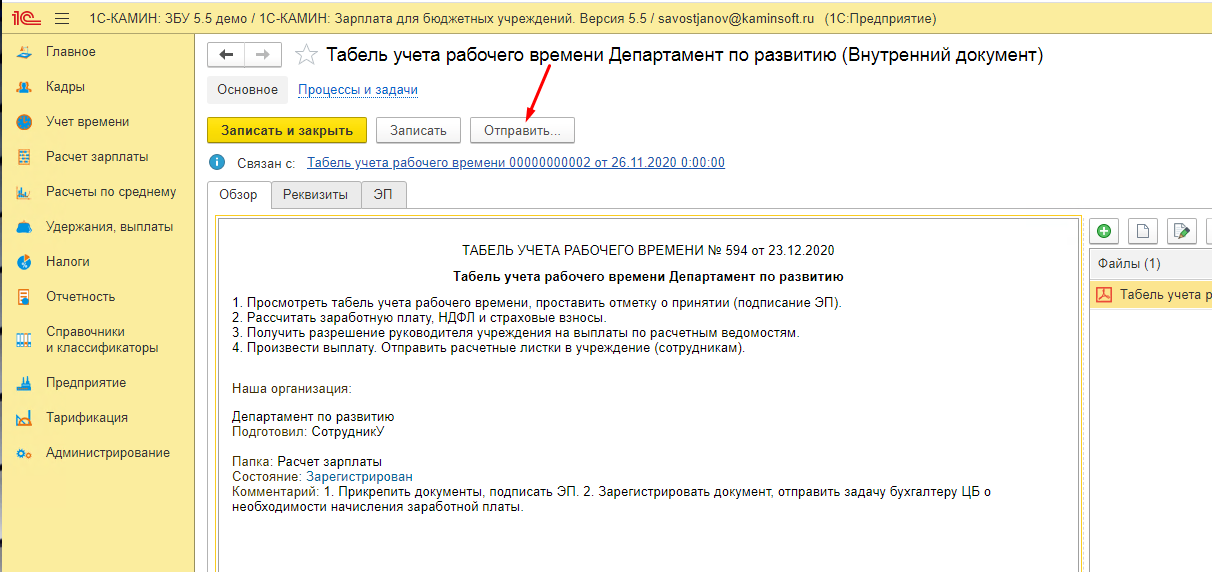 1С 1С-КАМИН: ЗБУ 5.5 демо / 1С-КАМИН: Зарплата для бюджетных учреждений. Версия 5.5 / savostjanov@kaminsoft.ru (1С:Предприятие)
Главное
Кадры
Учет времени
Расчет зарплаты
Расчеты по среднему
Удержания, выплаты
Налоги
Отчетность
Справочники
и классификаторы
Предприятие
Тарификация
Администрирование
Табель учета рабочего времени Департамент по развитию (Внутренний документ)
Основное Процессы и задачи
Записать и закрыть Записать Отправить...
Связан с: Табель учета рабочего времени 00000000002 от 26.11.2020 0:00:00
Обзор Реквизиты ЭП
ТАБЕЛЬ УЧЕТА РАБОЧЕГО ВРЕМЕНИ № 594 от 23.12.2020
Табель учета рабочего времени Департамент по развитию
1. Просмотреть табель учета рабочего времени, проставить отметку о принятии (подписание ЭП).
2. Рассчитать заработную плату, НДФЛ и страховые взносы.
3. Получить разрешение руководителя учреждения на выплаты по расчетным ведомостям.
4. Произвести выплату. Отправить расчетные листки в учреждение (сотрудникам).
Наша организация:
Департамент по развитию
Подготовил: СотрудникУ
Папка: Расчет зарплаты
Состояние: Зарегистрирован
Комментарий: 1. Прикрепить документы, подписать ЭП. 2. Зарегистрировать документ, отправить задачу бухгалтеру ЦБ о
необходимости начисления заработной платы.
Файлы (1)
Табель учета р